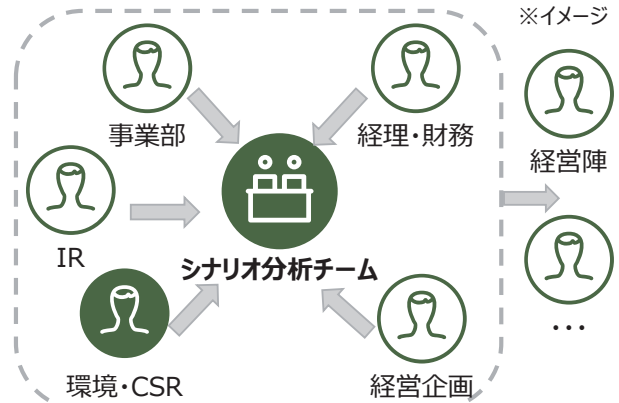 ※イメージ
事業部
経理・財務
経営陣
IR
シナリオ分析チーム
環境・CSR
経営企画
・・・